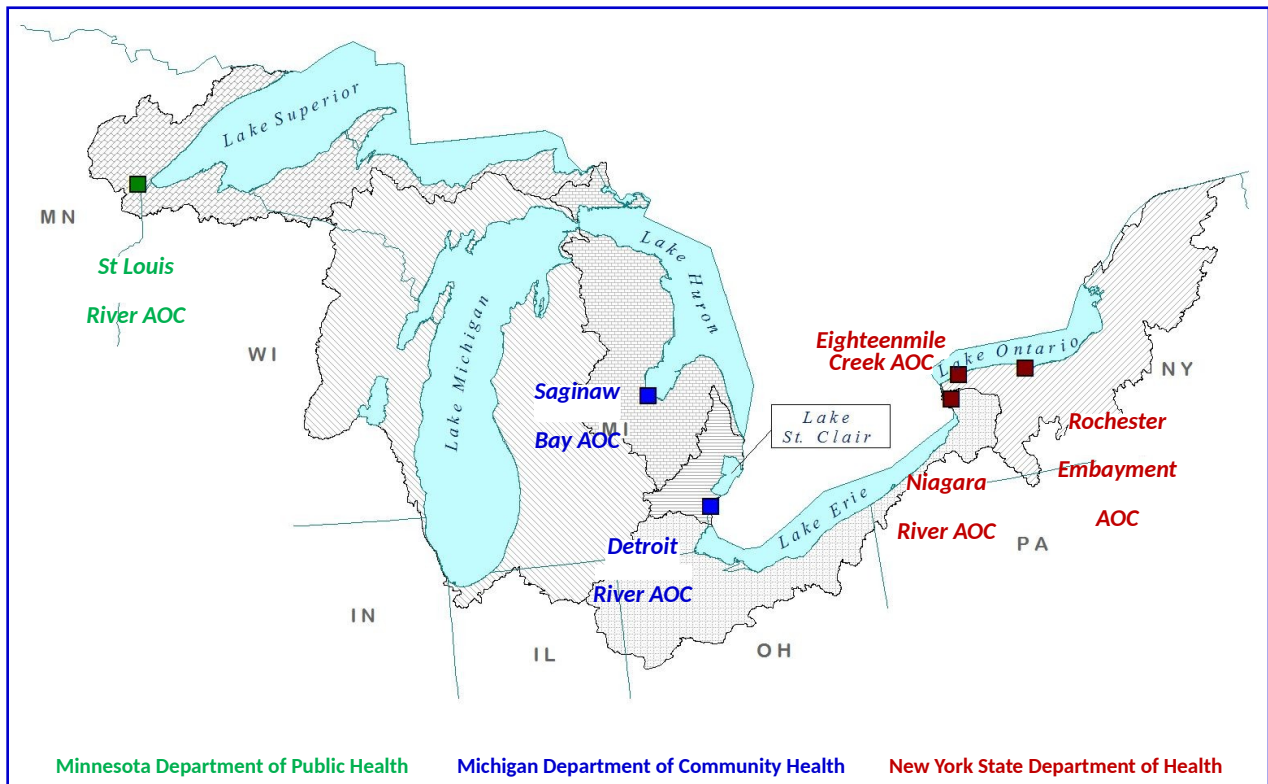 Lake Superior
MN
St Louis
River AOC
WI
Lake Michigan
Lake Huron
Saginaw
Bay AOC
MI
Lake
St. Clair
Eighteenmile
Creek AOC
Lake Ontario
NY
Rochester
Embayment
AOC
Niagara
River AOC
Lake Erie
PA
Detroit
River AOC
IN
IL
OH
Minnesota Department of Public Health
Michigan Department of Community Health
New York State Department of Health